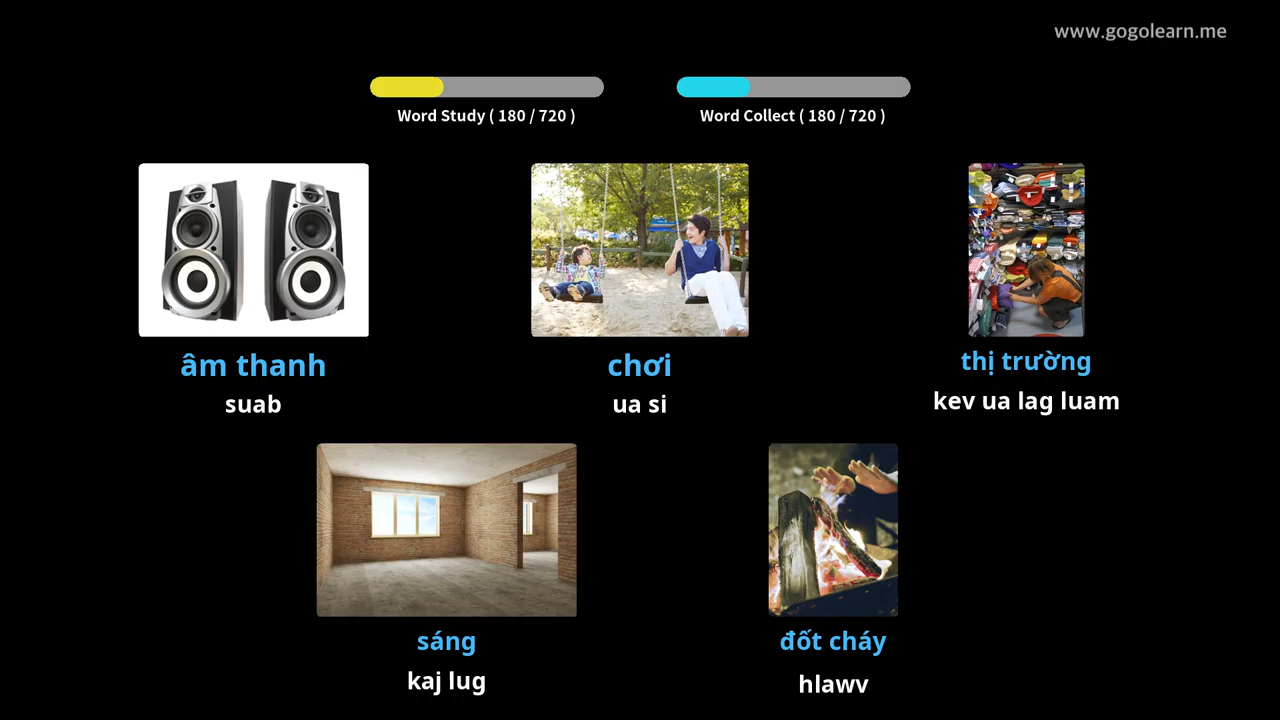 www.gogolearn.me
Word Study ( 180 / 720 )
Word Collect ( 180 / 720 )
âm thanh
suab
chơi
ua si
thị trường
kev ua lag luam
sáng
kaj lug
đốt cháy
hlawv